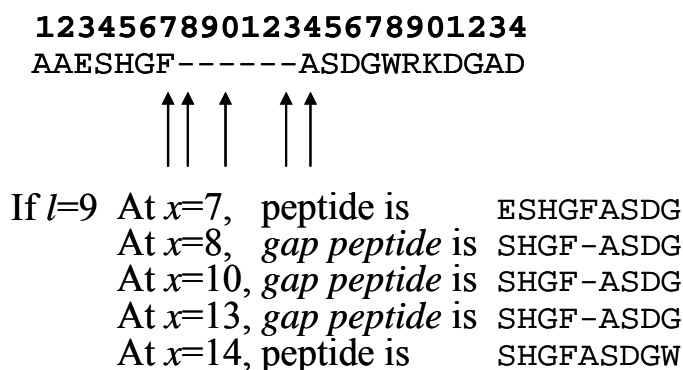 123456789012345678901234
AAESHGF------ASDGWRKDGAD
If l=9 At x=7, peptide is ESHGFASDG
At x=8, gap peptide is SHGF-ASDG
At x=10, gap peptide is SHGF-ASDG
At x=13, gap peptide is SHGF-ASDG
At x=14, peptide is SHGFASDGW